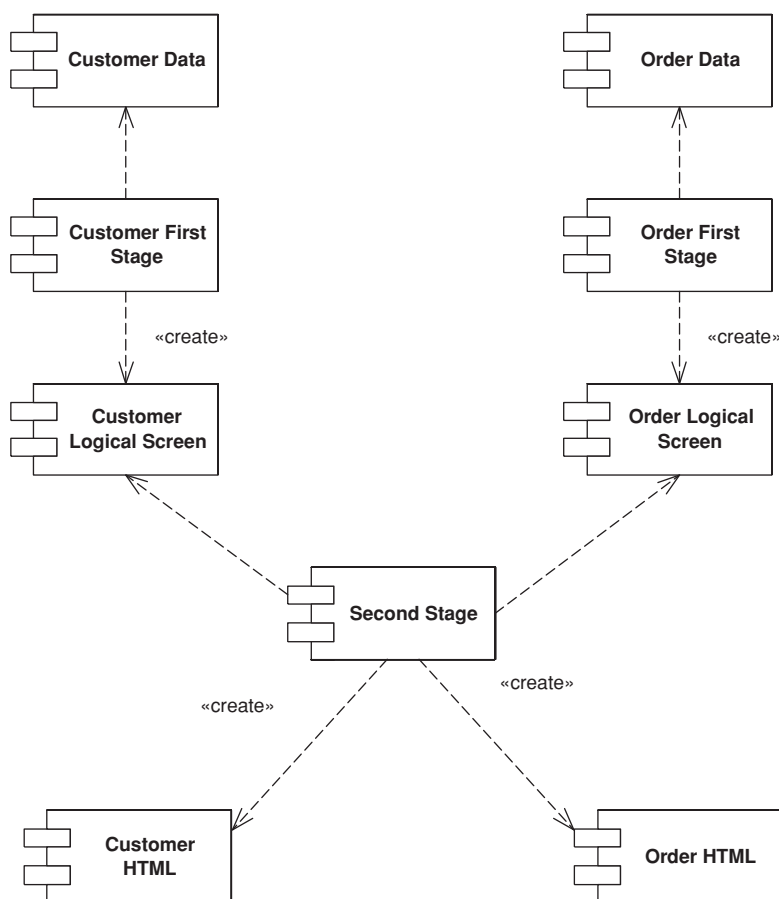 Customer Data
Order Data
Customer First
Stage
Order First
Stage
«create»
«create»
Customer
Logical Screen
Order Logical
Screen
Second Stage
«create»
«create»
Customer
HTML
Order HTML